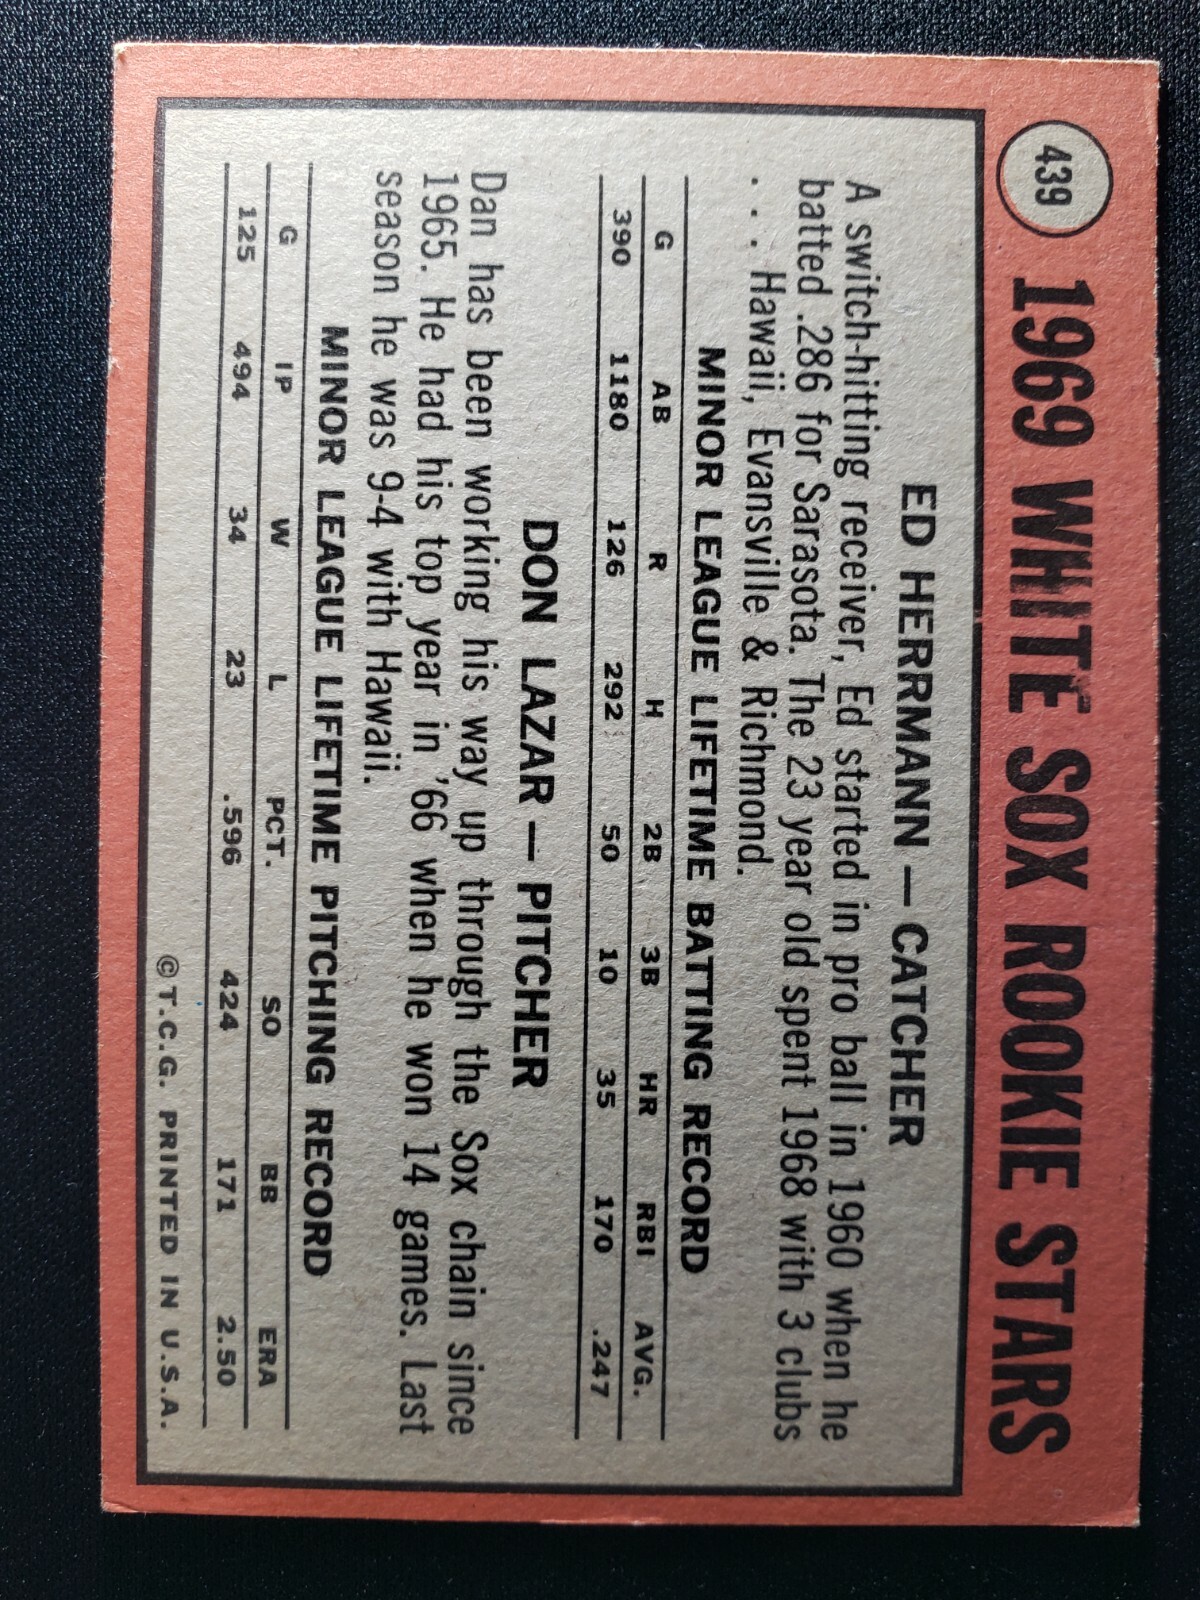 439
1969 WHITE SOX ROOKIE STARS
ED HERRMANN — CATCHER
A switch-hitting receiver, Ed started in pro ball in 1960 when he
batted .286 for Sarasota. The 23 year old spent 1968 with 3 clubs
. . . Hawaii, Evansville & Richmond.
MINOR LEAGUE LIFETIME BATTING RECORD
G AB R H 2B 3B HR RBI AVG.
390 1180 126 292 50 10 35 170 .247
DON LAZAR — PITCHER
Dan has been working his way up through the Sox chain since
1965. He had his top year in '66 when he won 14 games. Last
season he was 9-4 with Hawaii.
MINOR LEAGUE LIFETIME PITCHING RECORD
G IP W L PCT. SO BB ERA
125 494 34 23 .596 424 171 2.50
©T.C.G. PRINTED IN U.S.A.